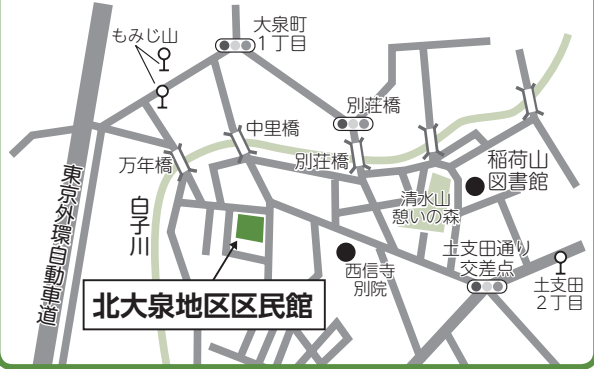 もみじ山
大泉町
1丁目
別荘橋
中里橋
別荘橋
万年橋
稲荷山
図書館
清水山
憩いの森
白子川
東京外環自動車道
土支田通り
交差点
西信寺
別院
土支田
2丁目
北大泉地区区民館